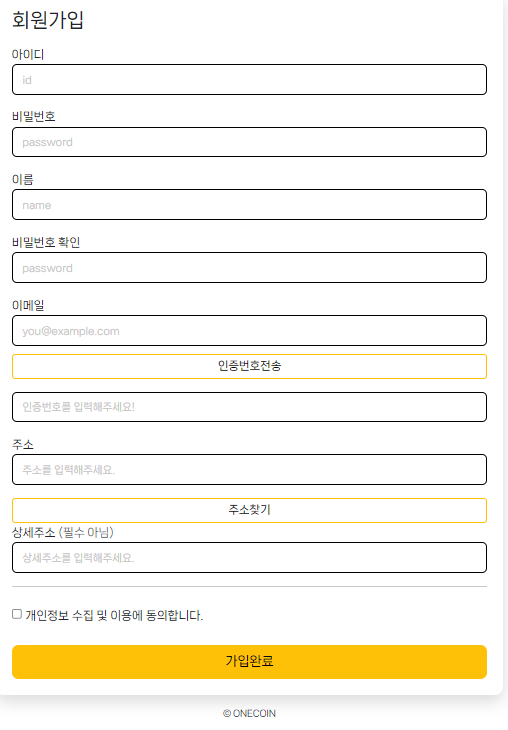 회원가입
아이디
id
비밀번호
password
이름
name
비밀번호 확인
password
이메일
you@example.com
인증번호전송
인증번호를 입력해주세요!
주소
주소를 입력해주세요.
주소찾기
상세주소 (필수 아님)
상세주소를 입력해주세요.
개인정보 수집 및 이용에 동의합니다.
가입완료
© ONECOIN